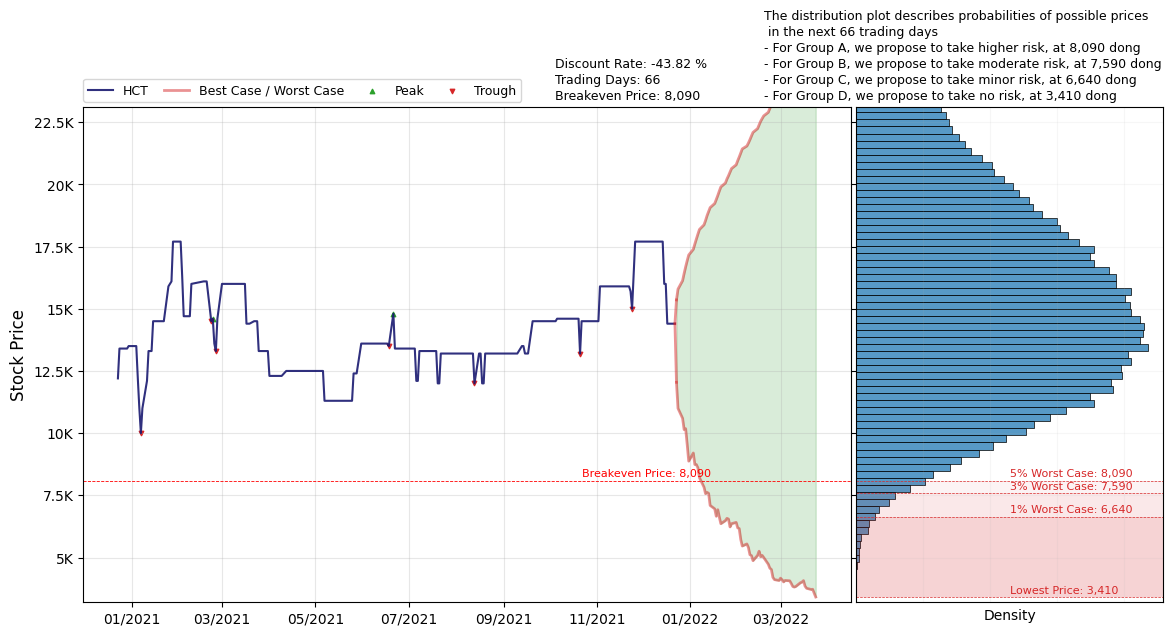 The distribution plot describes probabilities of possible prices
in the next 66 trading days
- For Group A, we propose to take higher risk, at 8,090 dong
- For Group B, we propose to take moderate risk, at 7,590 dong
- For Group C, we propose to take minor risk, at 6,640 dong
- For Group D, we propose to take no risk, at 3,410 dong
Discount Rate: -43.82 %
Trading Days: 66
Breakeven Price: 8,090
HCT Best Case / Worst Case Peak Trough
Stock Price
22.5K
20K
17.5K
15K
12.5K
10K
7.5K
5K
Breakeven Price: 8,090
5% Worst Case: 8,090
3% Worst Case: 7,590
1% Worst Case: 6,640
Lowest Price: 3,410
01/2021 03/2021 05/2021 07/2021 09/2021 11/2021 01/2022 03/2022
Density